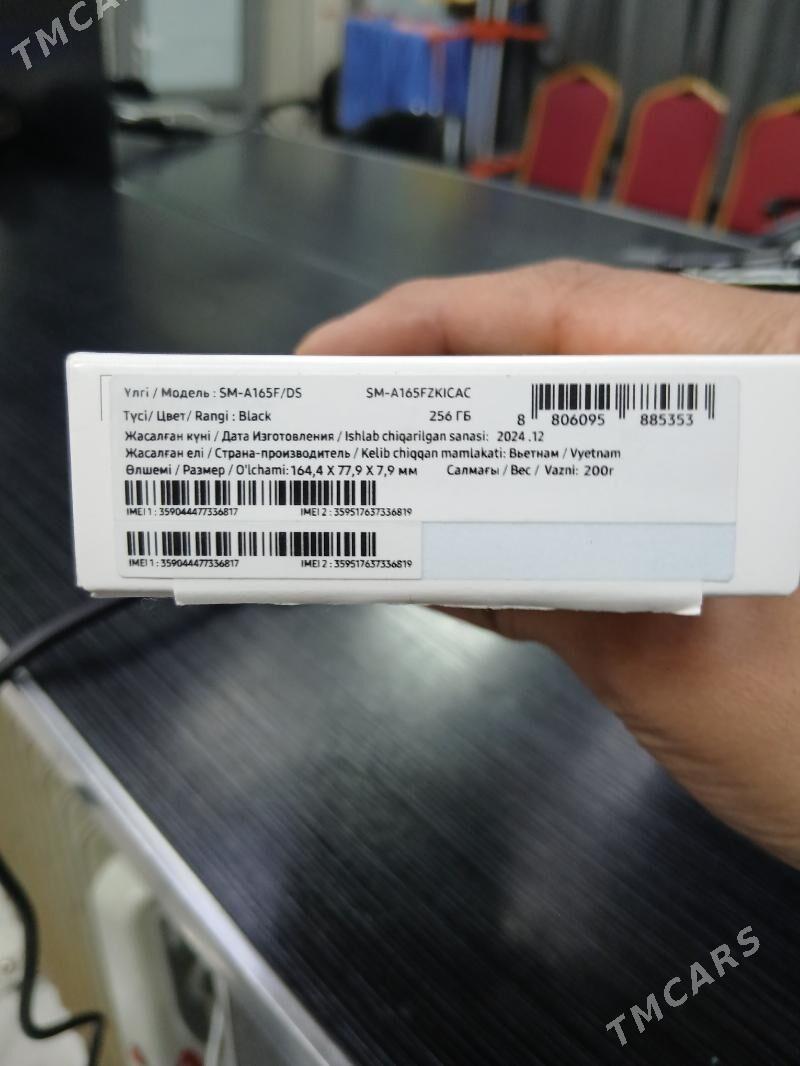 TMCARS
Үлгі / Модель : SM-A165F/DS SM-A165FZKICAC
Түсі/ Цвет/ Rangi : Black 256 ГБ
8 806095 885353
Жасалған күні / Дата Изготовления / Ishlab chiqarilgan sanasi: 2024 .12
Жасалған елі / Страна-производитель / Kelib chiqqan mamlakati: Вьетнам / Vyetnam
Өлшемі / Размер / O'lchami: 164,4 X 77,9 X 7,9 мм Салмағы / Вес / Vazni: 200г
IMEI 1 : 359044477336817 IMEI 2 : 359517637336819
IMEI 1 : 359044477336817 IMEI 2 : 359517637336819
TMCARS